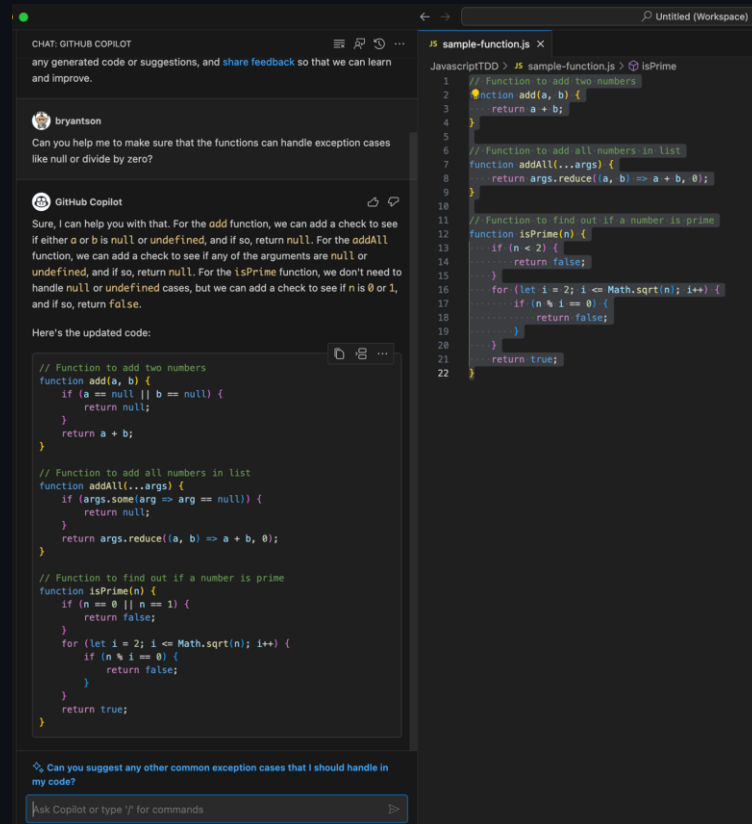 Untitled (Workspace)
CHAT: GITHUB COPILOT
any generated code or suggestions, and share feedback so that we can learn
and improve.
bryantson
Can you help me to make sure that the functions can handle exception cases
like null or divide by zero?
GitHub Copilot
Sure, I can help you with that. For the add function, we can add a check to see
if either a or b is null or undefined, and if so, return null. For the addAll
function, we can add a check to see if any of the arguments are null or
undefined, and if so, return null. For the isPrime function, we don't need to
handle null or undefined cases, but we can add a check to see if n is 0 or 1,
and if so, return false.
Here's the updated code:
// Function to add two numbers
function add(a, b) {
    if (a == null || b == null) {
        return null;
    }
    return a + b;
}
// Function to add all numbers in list
function addAll(...args) {
    if (args.some(arg => arg == null)) {
        return null;
    }
    return args.reduce((a, b) => a + b, 0);
}
// Function to find out if a number is prime
function isPrime(n) {
    if (n == 0 || n == 1) {
        return false;
    }
    for (let i = 2; i <= Math.sqrt(n); i++) {
        if (n % i == 0) {
            return false;
        }
    }
    return true;
}
Can you suggest any other common exception cases that I should handle in
my code?
Ask Copilot or type '/' for commands
JS sample-function.js
JavascriptTDD > JS sample-function.js > isPrime
1 // Function to add two numbers
2 nction add(a, b) {
3     return a + b;
4 }
5
6 // Function to add all numbers in list
7 function addAll(...args) {
8     return args.reduce((a, b) => a + b, 0);
9 }
10
11 // Function to find out if a number is prime
12 function isPrime(n) {
13     if (n < 2) {
14         return false;
15     }
16     for (let i = 2; i <= Math.sqrt(n); i++) {
17         if (n % i == 0) {
18             return false;
19         }
20     }
21     return true;
22 }